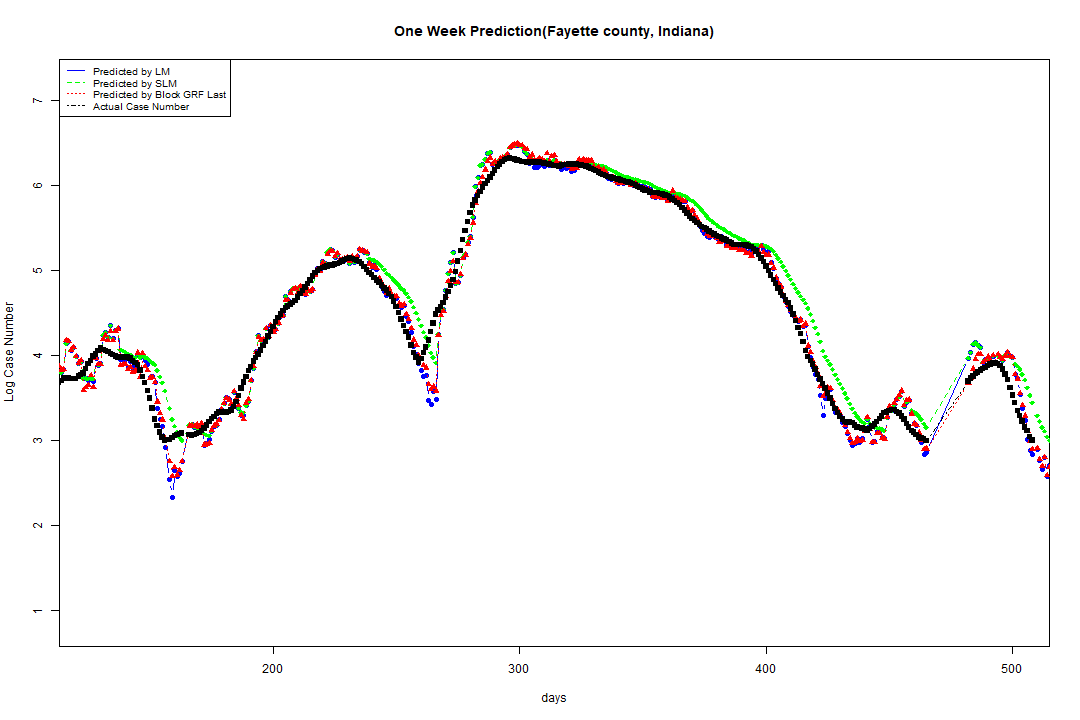 One Week Prediction(Fayette county, Indiana)
Predicted by LM
Predicted by SLM
Predicted by Block GRF Last
Actual Case Number
7
6
5
4
3
2
1
Log Case Number
200 300 400 500
days